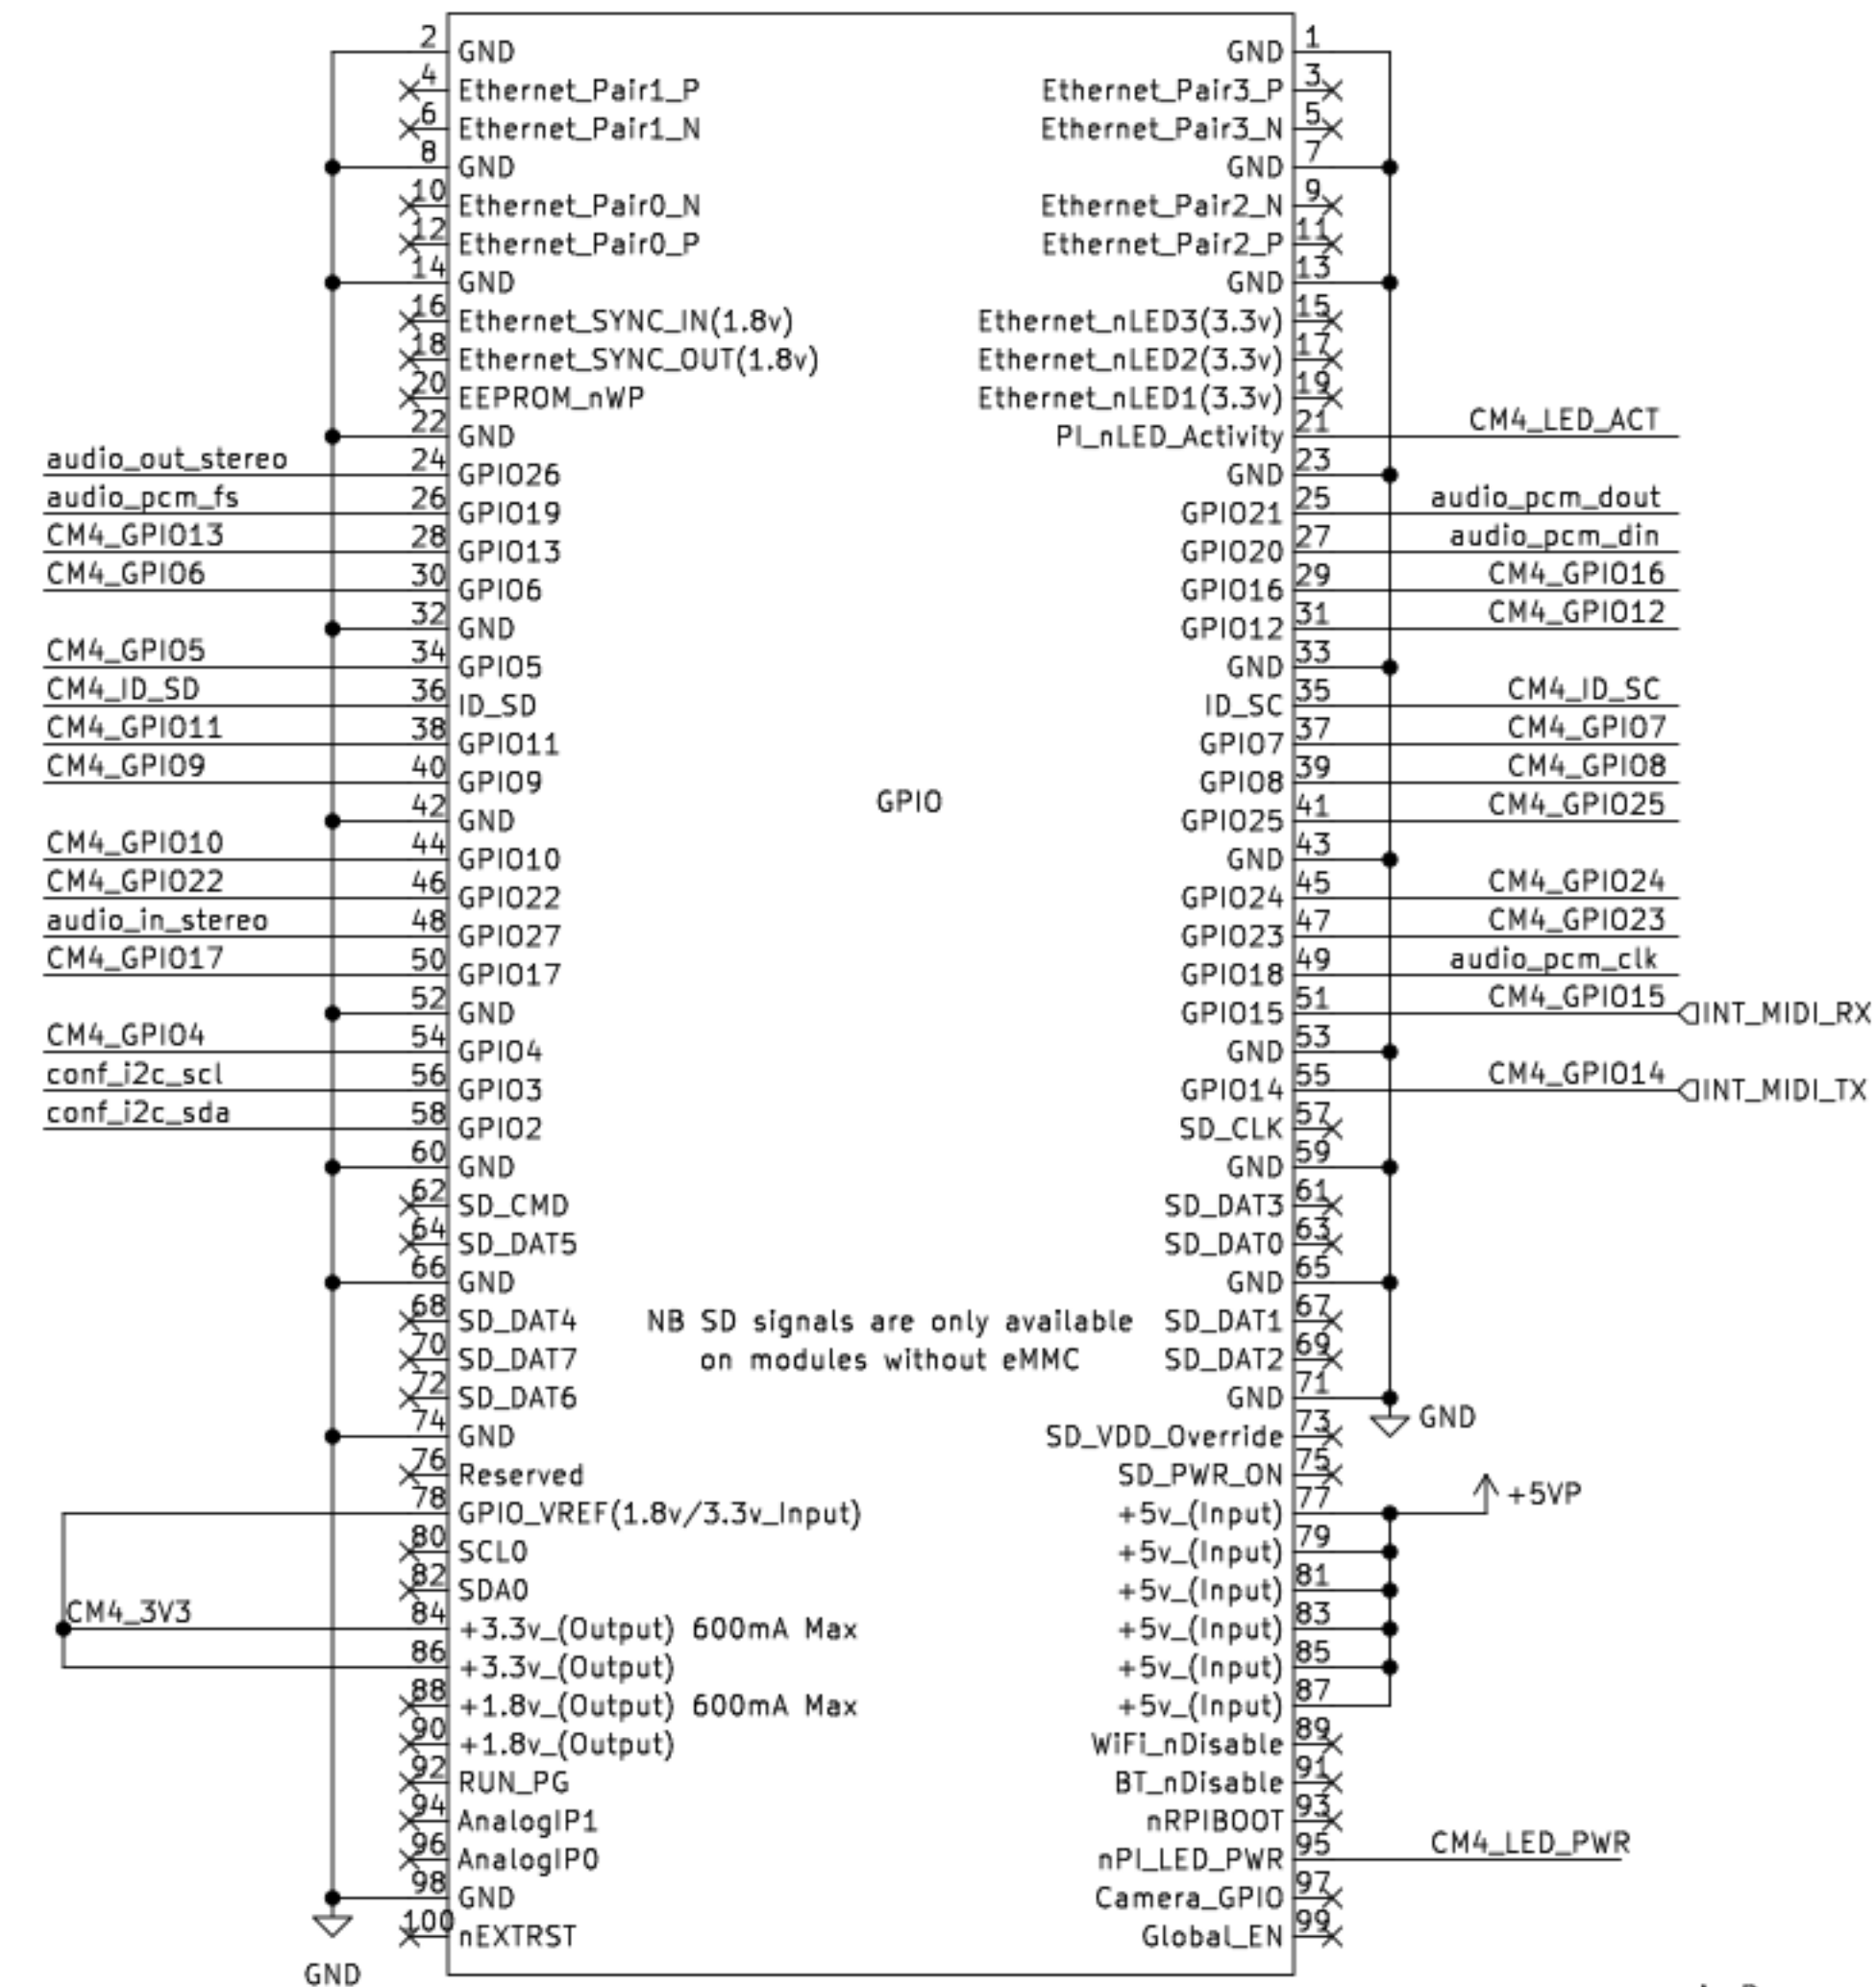 2 GND GND 1
4 Ethernet_Pair1_P Ethernet_Pair3_P 3
6 Ethernet_Pair1_N Ethernet_Pair3_N 5
8 GND GND 7
10 Ethernet_Pair0_N Ethernet_Pair2_N 9
12 Ethernet_Pair0_P Ethernet_Pair2_P 11
14 GND GND 13
16 Ethernet_SYNC_IN(1.8v) Ethernet_nLED3(3.3v) 15
18 Ethernet_SYNC_OUT(1.8v) Ethernet_nLED2(3.3v) 17
20 EEPROM_nWP Ethernet_nLED1(3.3v) 19
22 GND PI_nLED_Activity 21 CM4_LED_ACT
audio_out_stereo 24 GPIO26 GND 23
audio_pcm_fs 26 GPIO19 GPIO21 25 audio_pcm_dout
CM4_GPIO13 28 GPIO13 GPIO20 27 audio_pcm_din
CM4_GPIO6 30 GPIO6 GPIO16 29 CM4_GPIO16
32 GND GPIO12 31 CM4_GPIO12
CM4_GPIO5 34 GPIO5 GND 33
CM4_ID_SD 36 ID_SD ID_SC 35 CM4_ID_SC
CM4_GPIO11 38 GPIO11 GPIO7 37 CM4_GPIO7
CM4_GPIO9 40 GPIO9 GPIO8 39 CM4_GPIO8
GPIO
42 GND GPIO25 41 CM4_GPIO25
CM4_GPIO10 44 GPIO10 GND 43
CM4_GPIO22 46 GPIO22 GPIO24 45 CM4_GPIO24
audio_in_stereo 48 GPIO27 GPIO23 47 CM4_GPIO23
CM4_GPIO17 50 GPIO17 GPIO18 49 audio_pcm_clk
52 GND GPIO15 51 CM4_GPIO15 INT_MIDI_RX
CM4_GPIO4 54 GPIO4 GND 53
conf_i2c_scl 56 GPIO3 GPIO14 55 CM4_GPIO14 INT_MIDI_TX
conf_i2c_sda 58 GPIO2 SD_CLK 57
60 GND GND 59
62 SD_CMD SD_DAT3 61
64 SD_DAT5 SD_DAT0 63
66 GND GND 65
68 SD_DAT4 NB SD signals are only available SD_DAT1 67
70 SD_DAT7 on modules without eMMC SD_DAT2 69
72 SD_DAT6 GND 71
GND
74 GND SD_VDD_Override 73
76 Reserved SD_PWR_ON 75
+5VP
78 GPIO_VREF(1.8v/3.3v_Input) +5v_(Input) 77
80 SCL0 +5v_(Input) 79
82 SDA0 +5v_(Input) 81
CM4_3V3 84 +3.3v_(Output) 600mA Max +5v_(Input) 83
86 +3.3v_(Output) +5v_(Input) 85
88 +1.8v_(Output) 600mA Max +5v_(Input) 87
90 +1.8v_(Output) WiFi_nDisable 89
92 RUN_PG BT_nDisable 91
94 AnalogIP1 nRPIBOOT 93
96 AnalogIP0 nPI_LED_PWR 95 CM4_LED_PWR
98 GND Camera_GPIO 97
100 nEXTRST Global_EN 99
GND